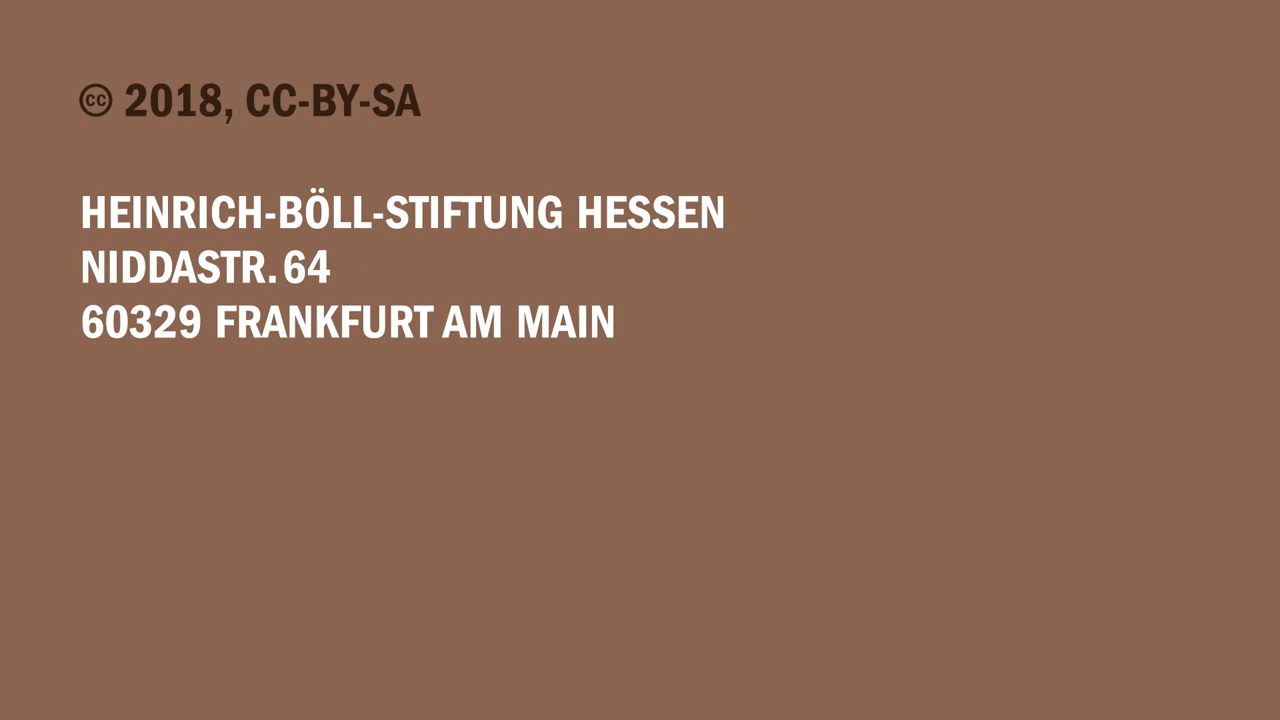 🅭 2018, CC-BY-SA
HEINRICH-BÖLL-STIFTUNG HESSEN
NIDDASTR. 64
60329 FRANKFURT AM MAIN